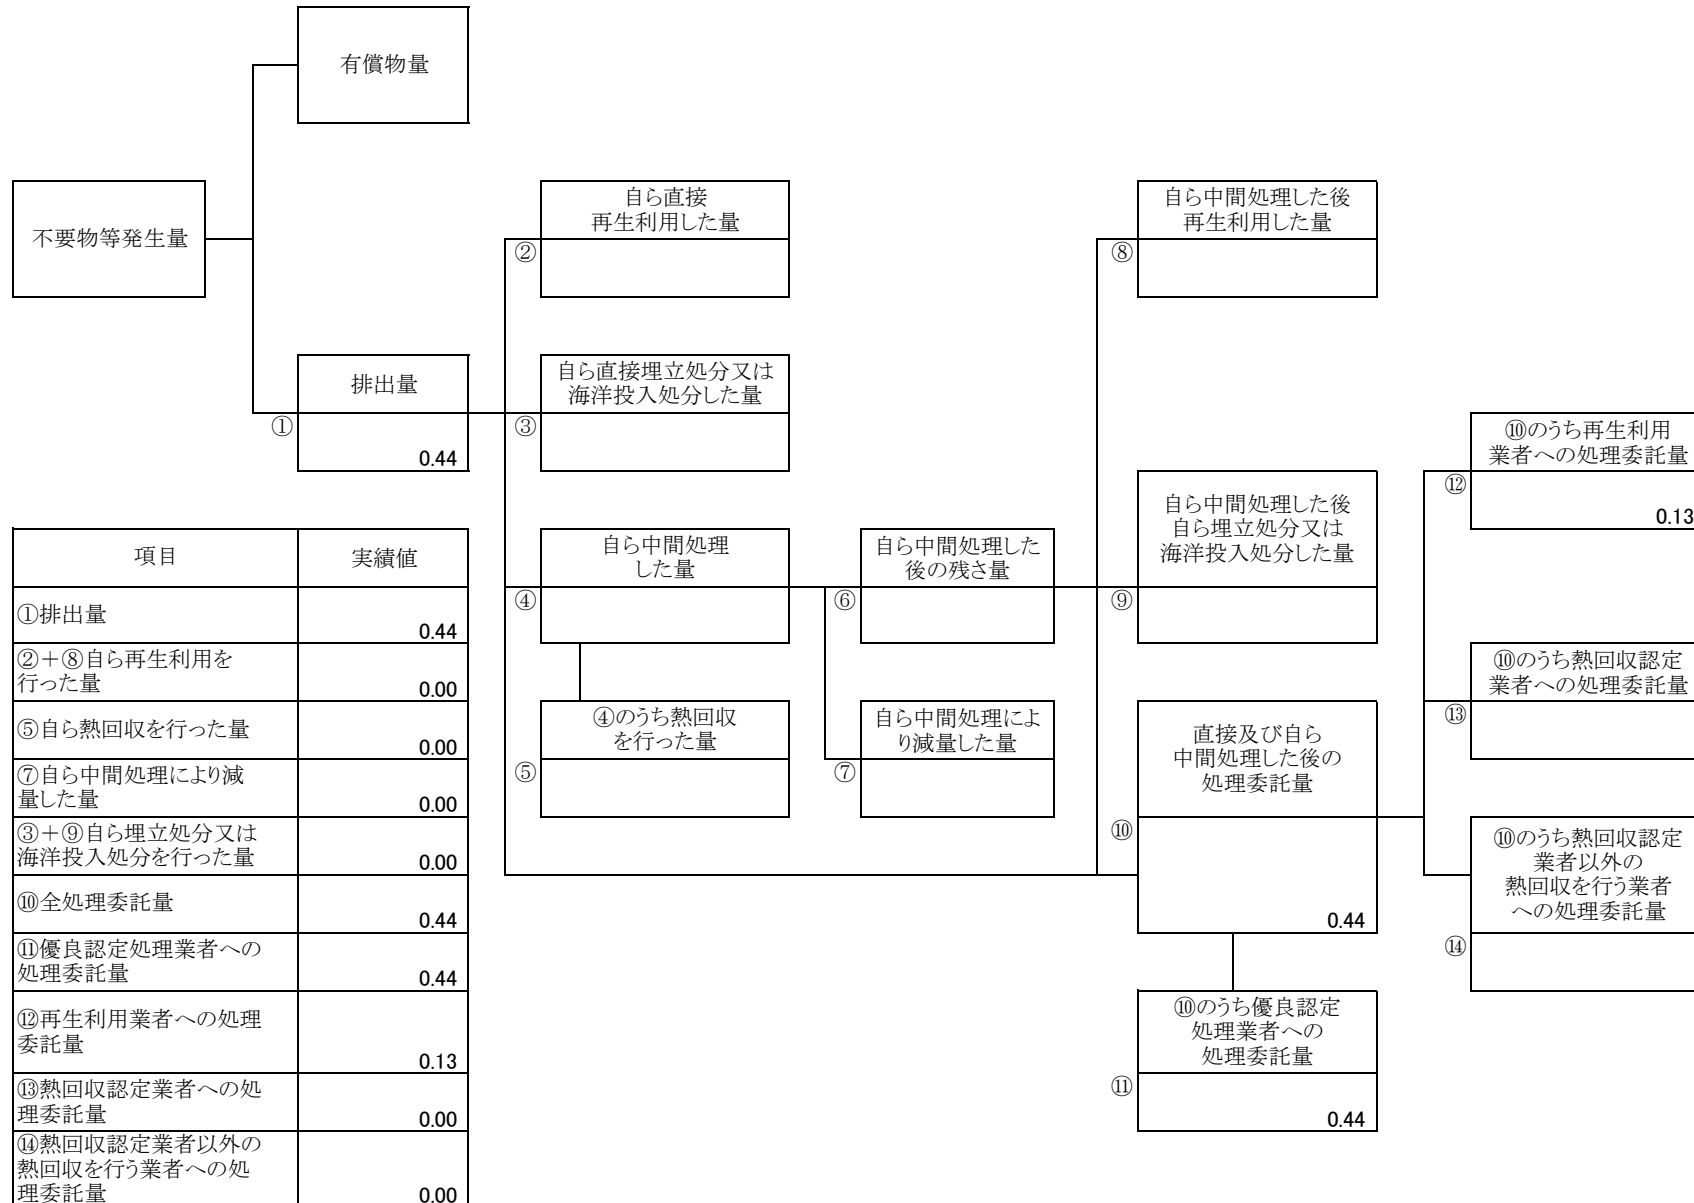 有償物量
不要物等発生量
自ら直接
再生利用した量
②
自ら中間処理した後
再生利用した量
⑧
排出量
①
0.44
自ら直接埋立処分又は
海洋投入処分した量
③
⑩のうち再生利用
業者への処理委託量
⑫
0.13
自ら中間処理
した量
④
自ら中間処理した
後の残さ量
⑥
自ら中間処理した後
自ら埋立処分又は
海洋投入処分した量
⑨
④のうち熱回収
を行った量
⑤
自ら中間処理によ
り減量した量
⑦
直接及び自ら
中間処理した後の
処理委託量
⑩
0.44
⑩のうち熱回収認定
業者への処理委託量
⑬
⑩のうち熱回収認定
業者以外の
熱回収を行う業者
への処理委託量
⑭
⑩のうち優良認定
処理業者への
処理委託量
⑪
0.44
項目 実績値
①排出量
0.44
②+⑧自ら再生利用を
行った量
0.00
⑤自ら熱回収を行った量
0.00
⑦自ら中間処理により減
量した量
0.00
③+⑨自ら埋立処分又は
海洋投入処分を行った量
0.00
⑩全処理委託量
0.44
⑪優良認定処理業者への
処理委託量
0.44
⑫再生利用業者への処理
委託量
0.13
⑬熱回収認定業者への処
理委託量
0.00
⑭熱回収認定業者以外の
熱回収を行う業者への処
理委託量
0.00